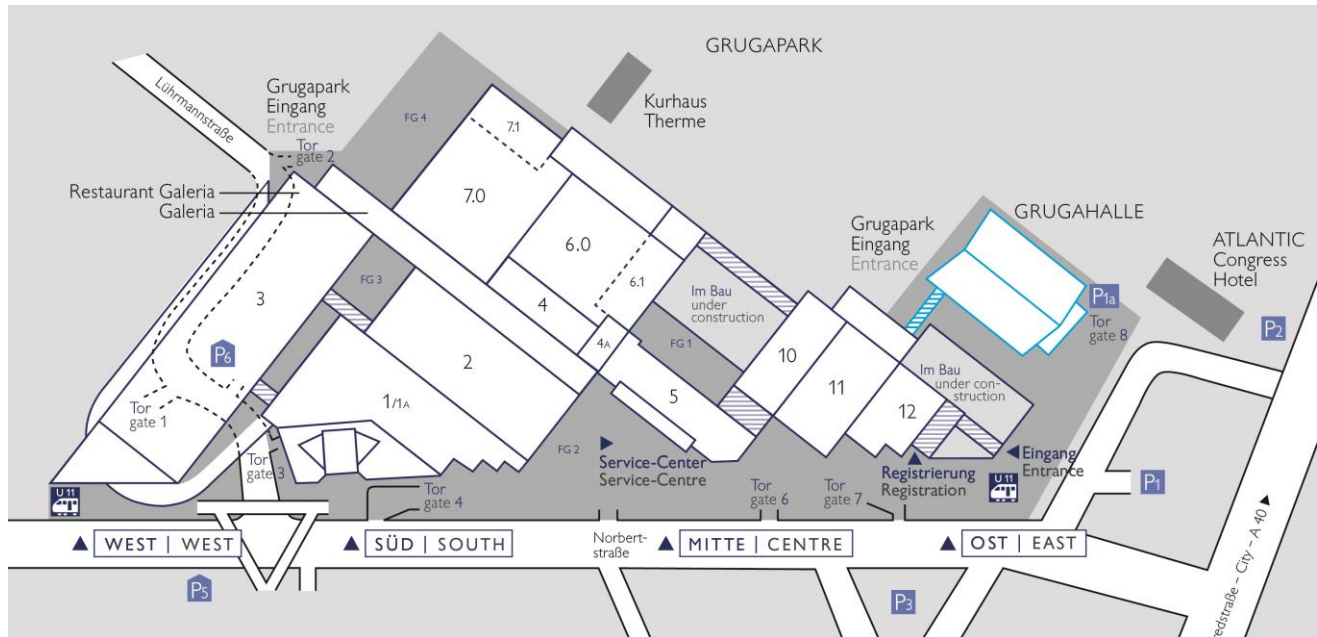 GRUGAPARK
Lührmannstraße
Grugapark
Eingang
Entrance
Tor
gate 2
FG 4
Kurhaus
Therme
7.1
Restaurant Galeria
Galeria
7.0
6.0
6.1
GRUGAHALLE
Grugapark
Eingang
Entrance
ATLANTIC
Congress
Hotel
3
FG 3
4
4A
Im Bau
under
construction
FG 1
P1a
Tor
gate 8
P2
P6
2
10
11
Im Bau
under con-
struction
1/1A
5
12
Tor
gate 1
FG 2
Service-Center
Service-Centre
Eingang
Entrance
Tor
gate 3
Registrierung
Registration
U 11
U 11
P1
Tor
gate 4
Tor
gate 6
Tor
gate 7
WEST | WEST
SÜD | SOUTH
Norbert-
straße
MITTE | CENTRE
OST | EAST
P5
P3
redstraße – City – A 40